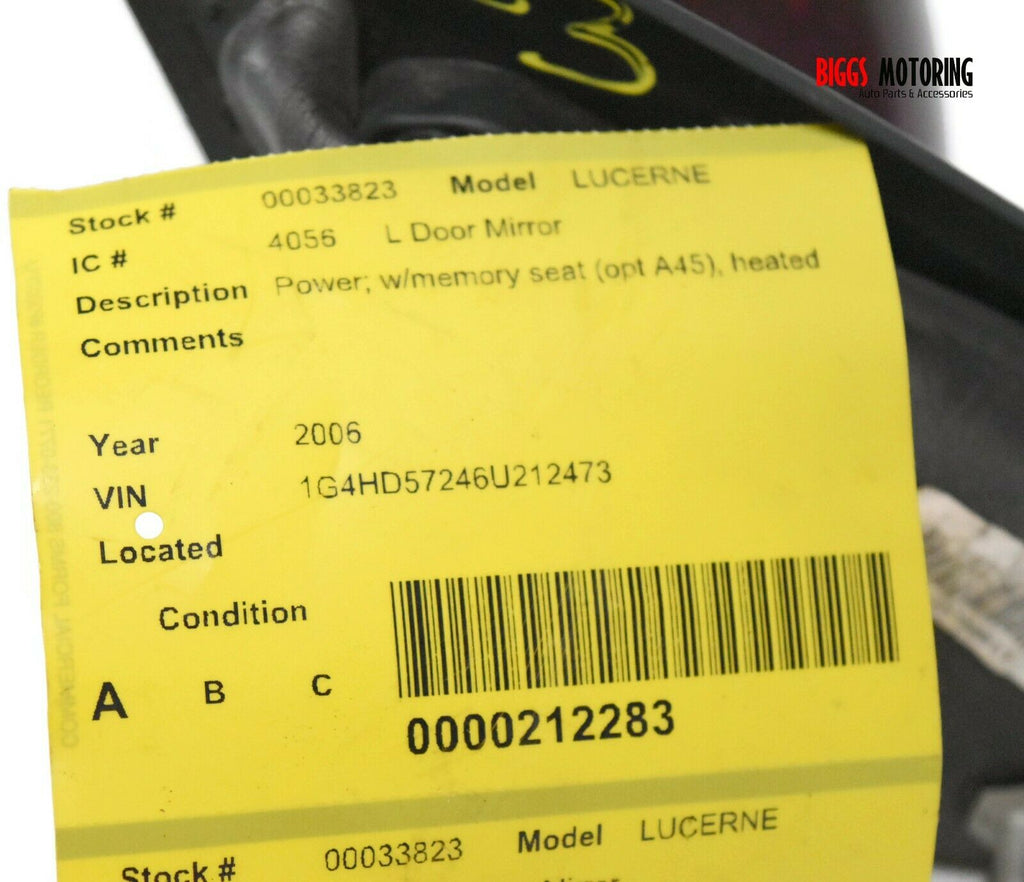 BIGGS MOTORING
Auto Parts & Accessories
Stock # 00033823 Model LUCERNE
IC # 4056 L Door Mirror
Description Power; w/memory seat (opt A45), heated
Comments
Year 2006
VIN 1G4HD57246U212473
Located
Condition
A B C
0000212283
Stock # 00033823 Model LUCERNE